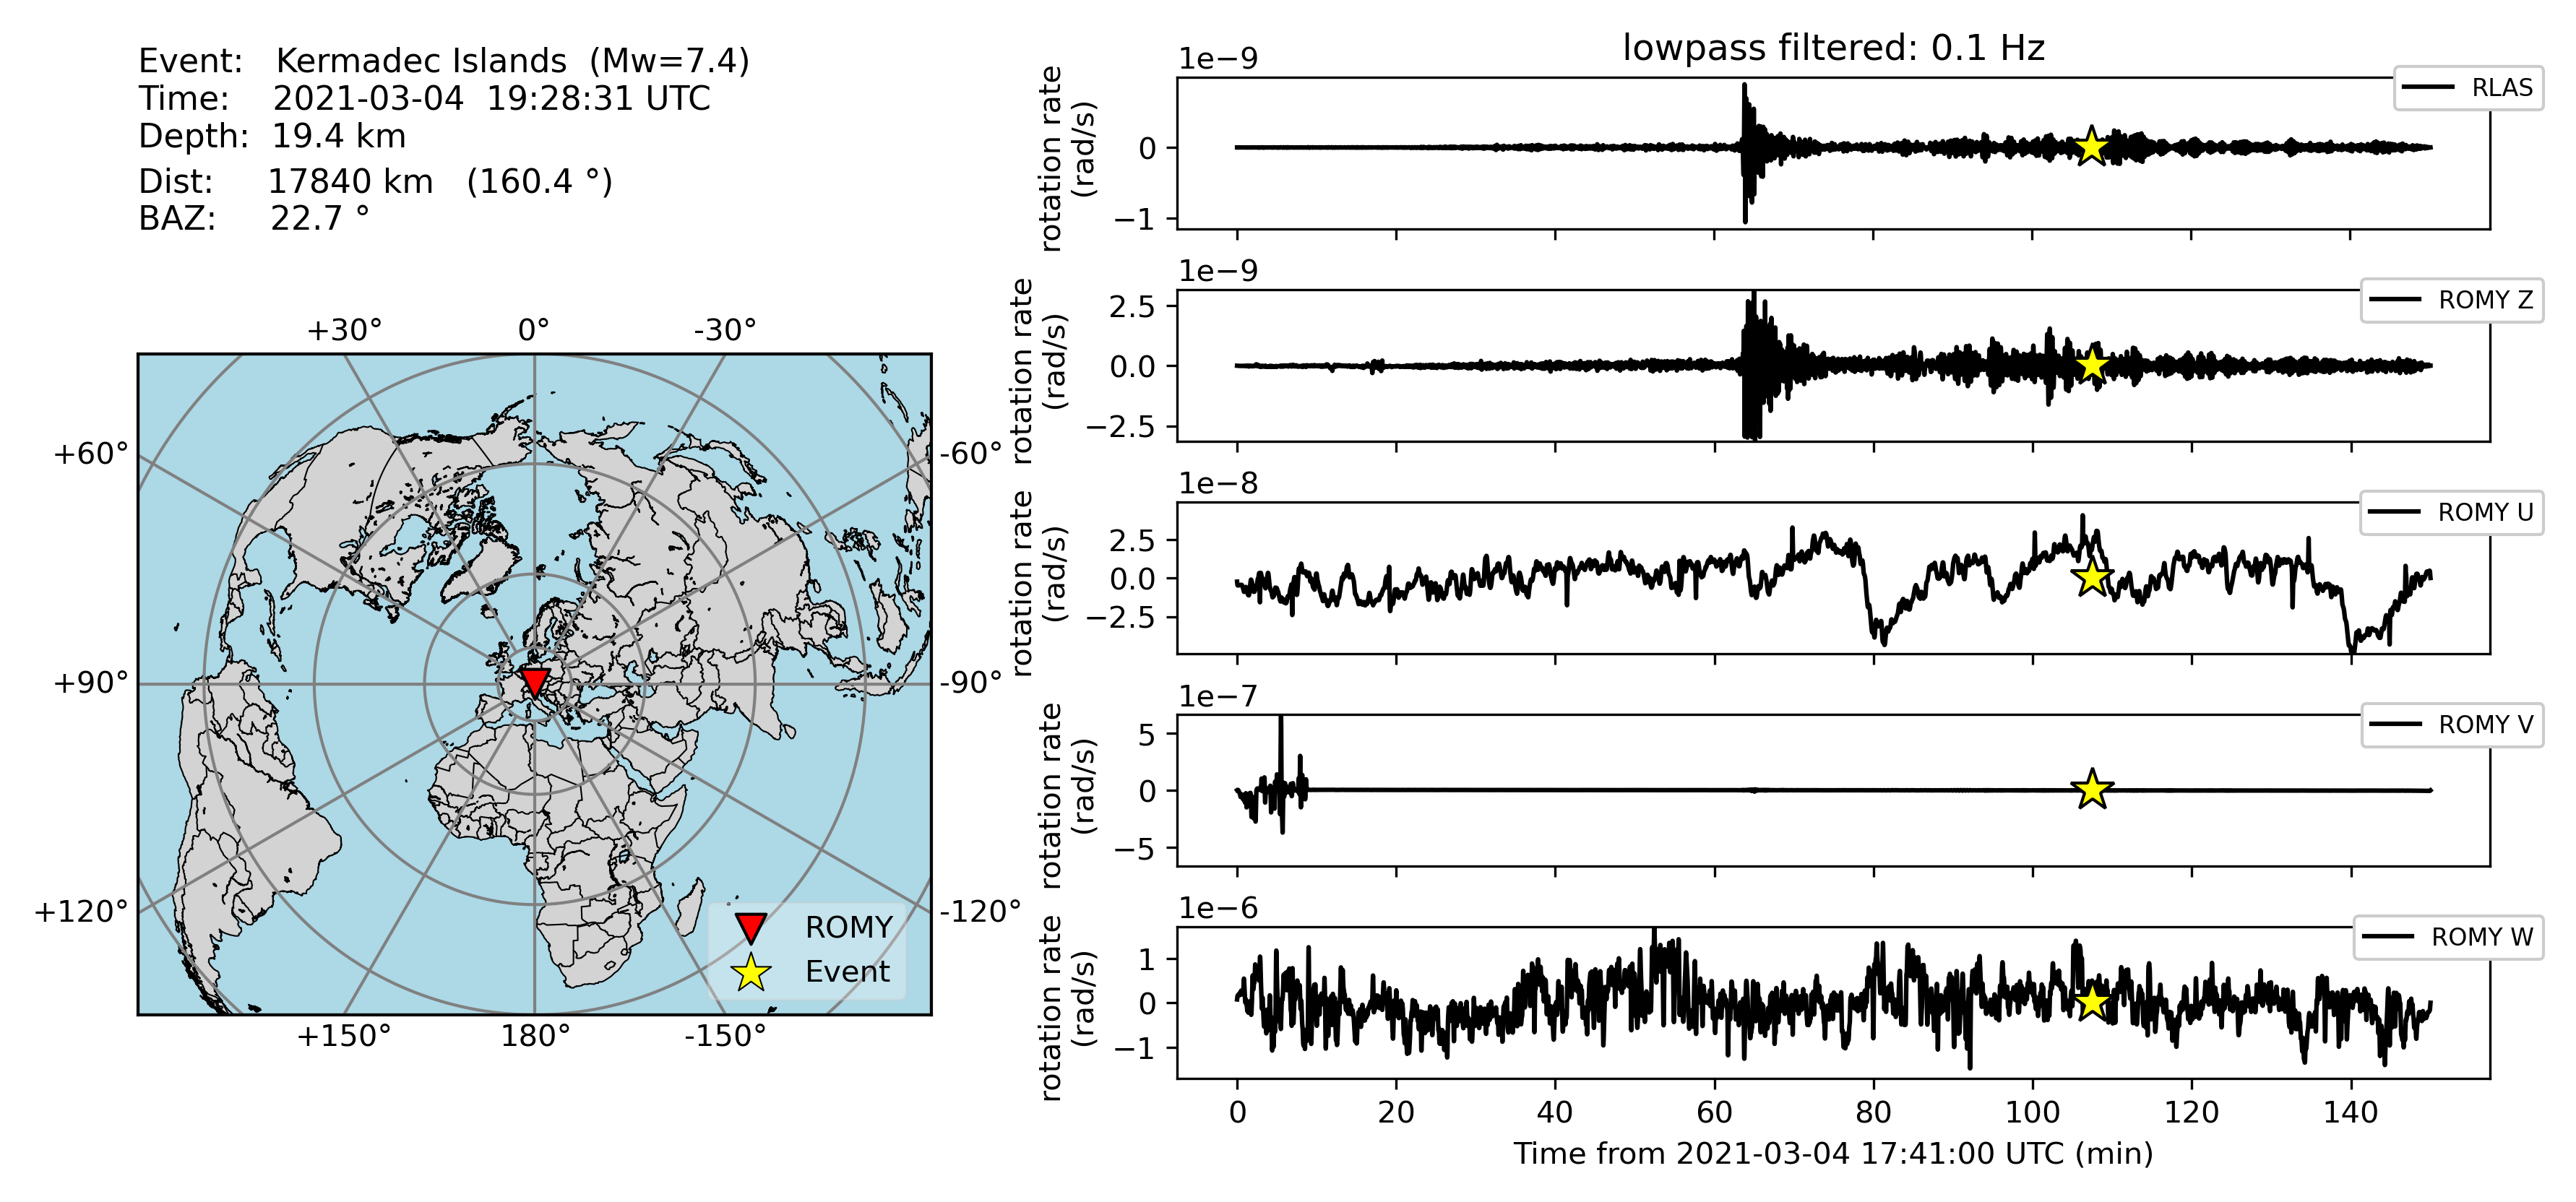 Event: Kermadec Islands (Mw=7.4)
Time: 2021-03-04 19:28:31 UTC
Depth: 19.4 km
Dist: 17840 km (160.4 °)
BAZ: 22.7 °
+30° 0° -30°
+60° -60°
+90° -90°
+120° -120°
+150° 180° -150°
ROMY
Event
lowpass filtered: 0.1 Hz
1e−9
rotation rate
(rad/s)
0
−1
RLAS
1e−9
rotation rate
(rad/s)
2.5
0.0
−2.5
ROMY Z
1e−8
rotation rate
(rad/s)
2.5
0.0
−2.5
ROMY U
1e−7
rotation rate
(rad/s)
5
0
−5
ROMY V
1e−6
rotation rate
(rad/s)
1
0
−1
ROMY W
0 20 40 60 80 100 120 140
Time from 2021-03-04 17:41:00 UTC (min)